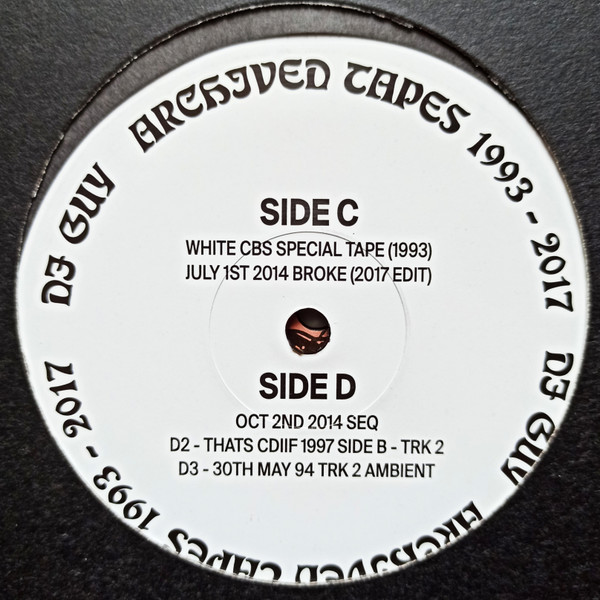 DJ GUY ARCHIVED TAPES 1993 - 2017
DJ GUY ARCHIVED TAPES 1993 - 2017
SIDE C
WHITE CBS SPECIAL TAPE (1993)
JULY 1ST 2014 BROKE (2017 EDIT)
SIDE D
OCT 2ND 2014 SEQ
D2 - THATS CDIIF 1997 SIDE B - TRK 2
D3 - 30TH MAY 94 TRK 2 AMBIENT